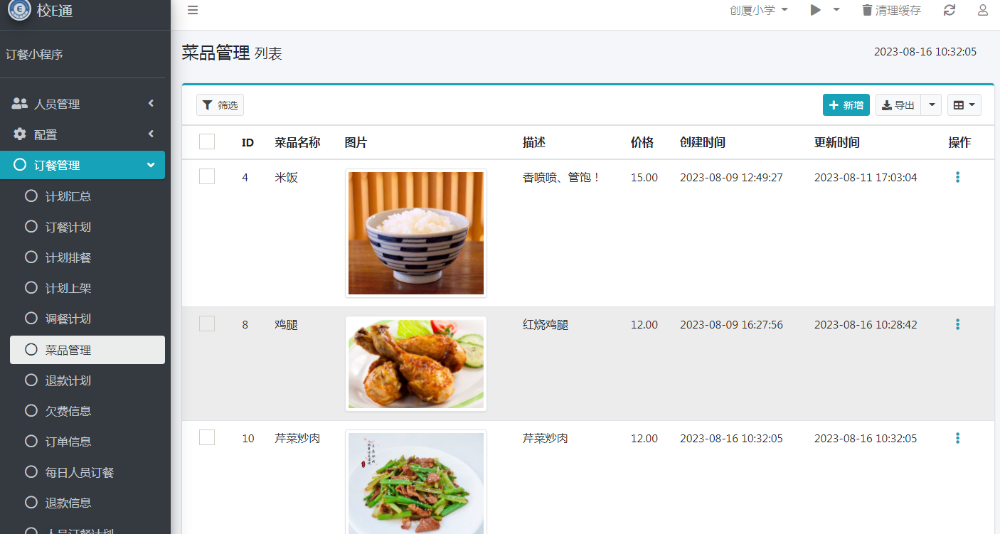 校E通
创厦小学
清理缓存
订餐小程序
菜品管理 列表
2023-08-16 10:32:05
人员管理
配置
订餐管理
计划汇总
订餐计划
计划排餐
计划上架
调餐计划
菜品管理
退款计划
欠费信息
订单信息
每日人员订餐
退款信息
人员订餐计划
筛选
新增
导出
ID 菜品名称 图片 描述 价格 创建时间 更新时间 操作
4 米饭 香喷喷、管饱！ 15.00 2023-08-09 12:49:27 2023-08-11 17:03:04
8 鸡腿 红烧鸡腿 12.00 2023-08-09 16:27:56 2023-08-16 10:28:42
10 芹菜炒肉 芹菜炒肉 12.00 2023-08-16 10:32:05 2023-08-16 10:32:05